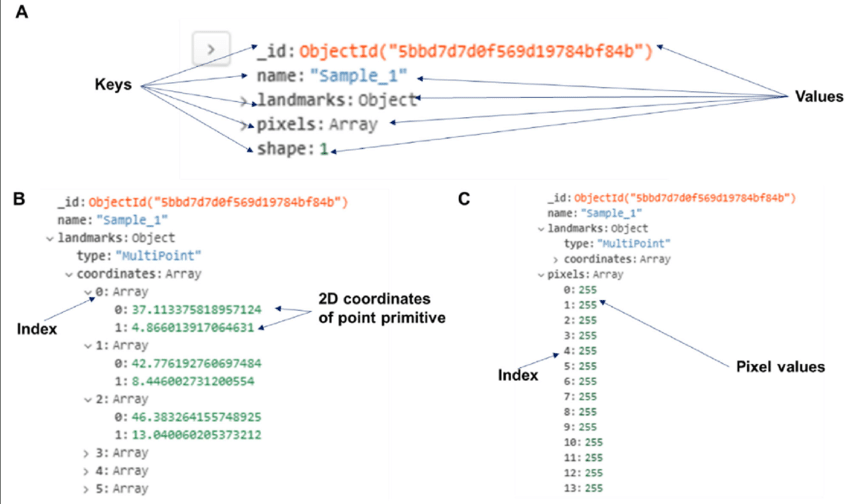 A
_id: ObjectId("5bbd7d7d0f569d19784bf84b")
name: "Sample_1"
landmarks: Object
pixels: Array
shape: 1
Keys
Values
B
_id: ObjectId("5bbd7d7d0f569d19784bf84b")
name: "Sample_1"
landmarks: Object
type: "MultiPoint"
coordinates: Array
0: Array
0: 37.113375818957124
1: 4.866013917064631
1: Array
0: 42.776192760697484
1: 8.446002731200554
2: Array
0: 46.383264155748925
1: 13.040060205373212
3: Array
4: Array
5: Array
Index
2D coordinates
of point primitive
C
_id: ObjectId("5bbd7d7d0f569d19784bf84b")
name: "Sample_1"
landmarks: Object
type: "MultiPoint"
coordinates: Array
pixels: Array
0: 255
1: 255
2: 255
3: 255
4: 255
5: 255
6: 255
7: 255
8: 255
9: 255
10: 255
11: 255
12: 255
13: 255
Index
Pixel values